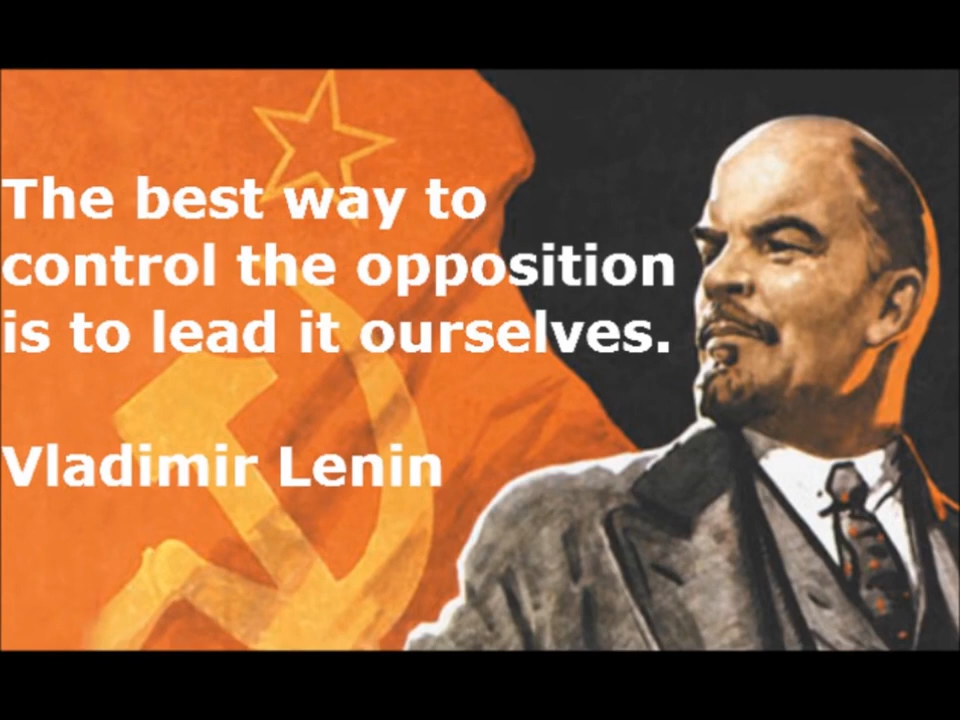 The best way to
control the opposition
is to lead it ourselves.
Vladimir Lenin